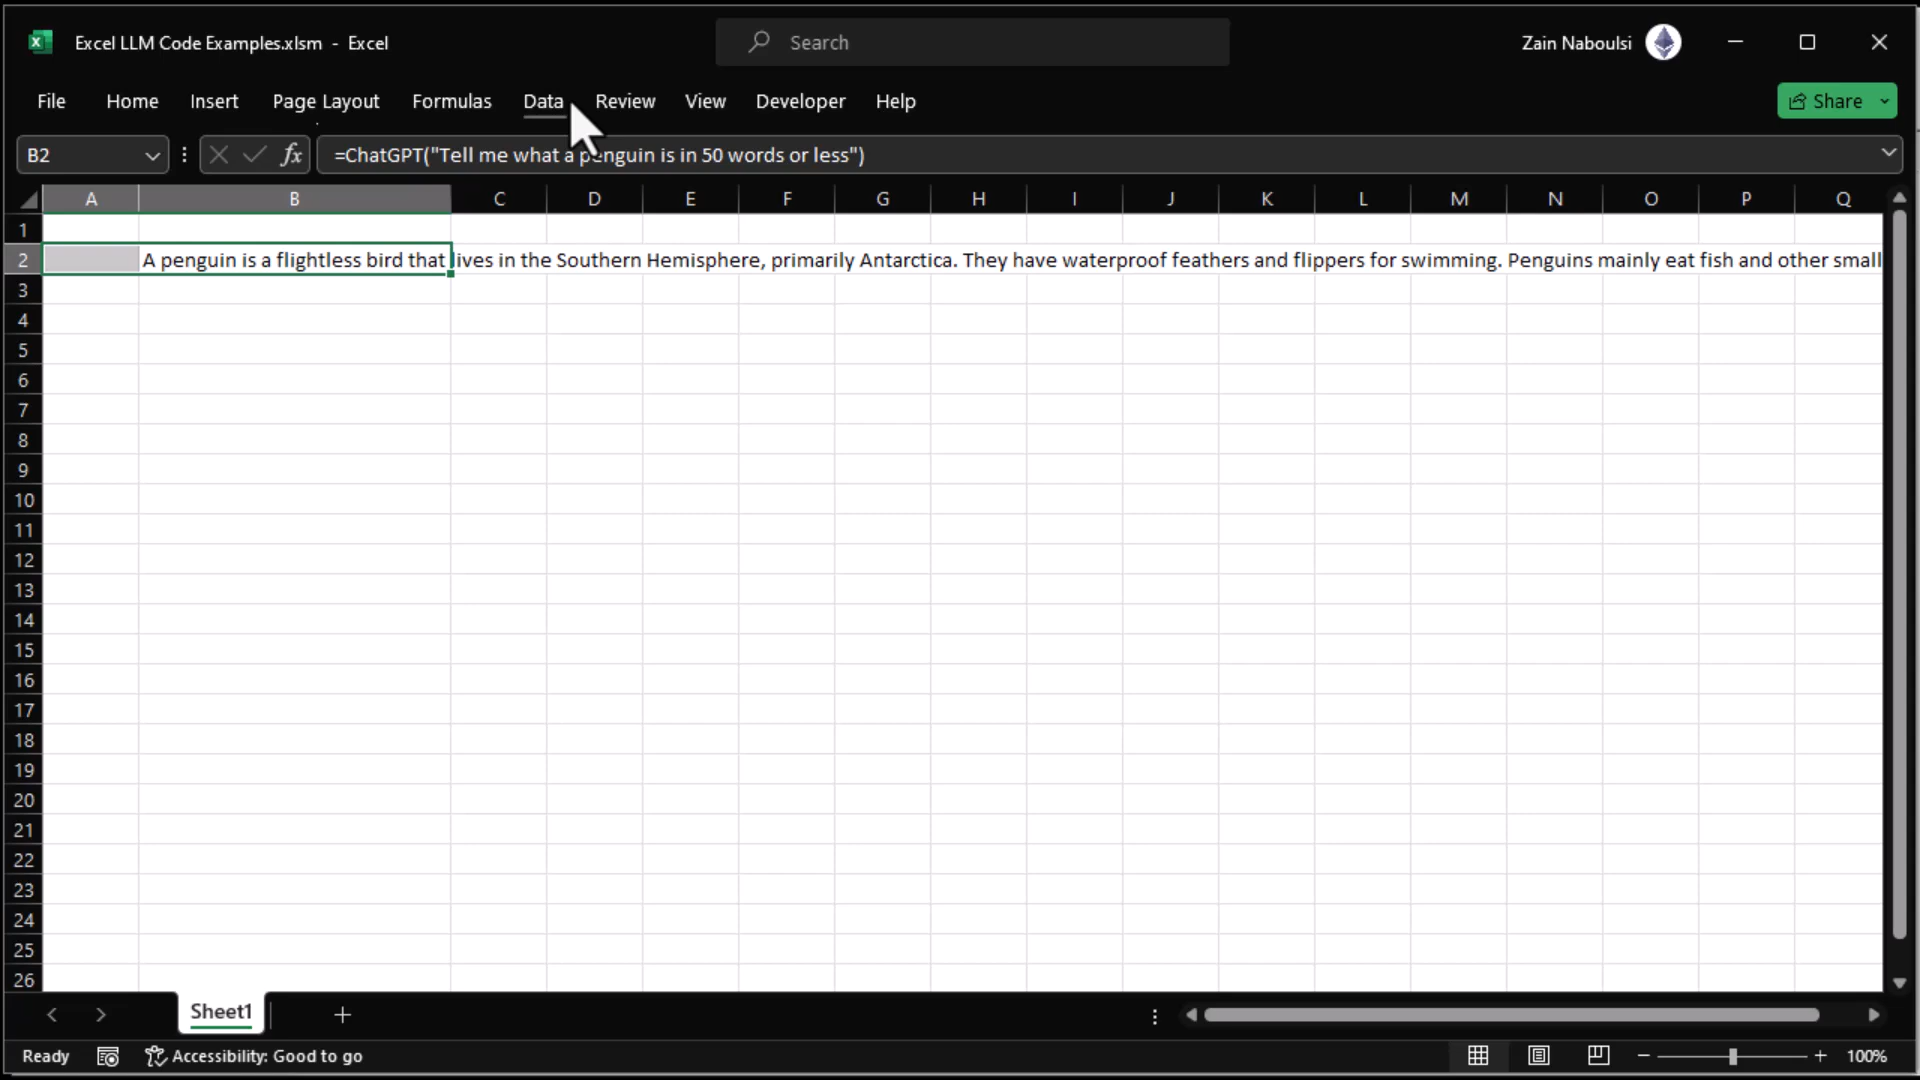 Excel LLM Code Examples.xlsm - Excel
Search
Zain Naboulsi
File Home Insert Page Layout Formulas Data Review View Developer Help
Share
B2
fx
=ChatGPT("Tell me what a penguin is in 50 words or less")
A B C D E F G H I J K L M N O P Q
1
2 A penguin is a flightless bird that lives in the Southern Hemisphere, primarily Antarctica. They have waterproof feathers and flippers for swimming. Penguins mainly eat fish and other small
3
4
5
6
7
8
9
10
11
12
13
14
15
16
17
18
19
20
21
22
23
24
25
26
Sheet1
Ready
Accessibility: Good to go
100%